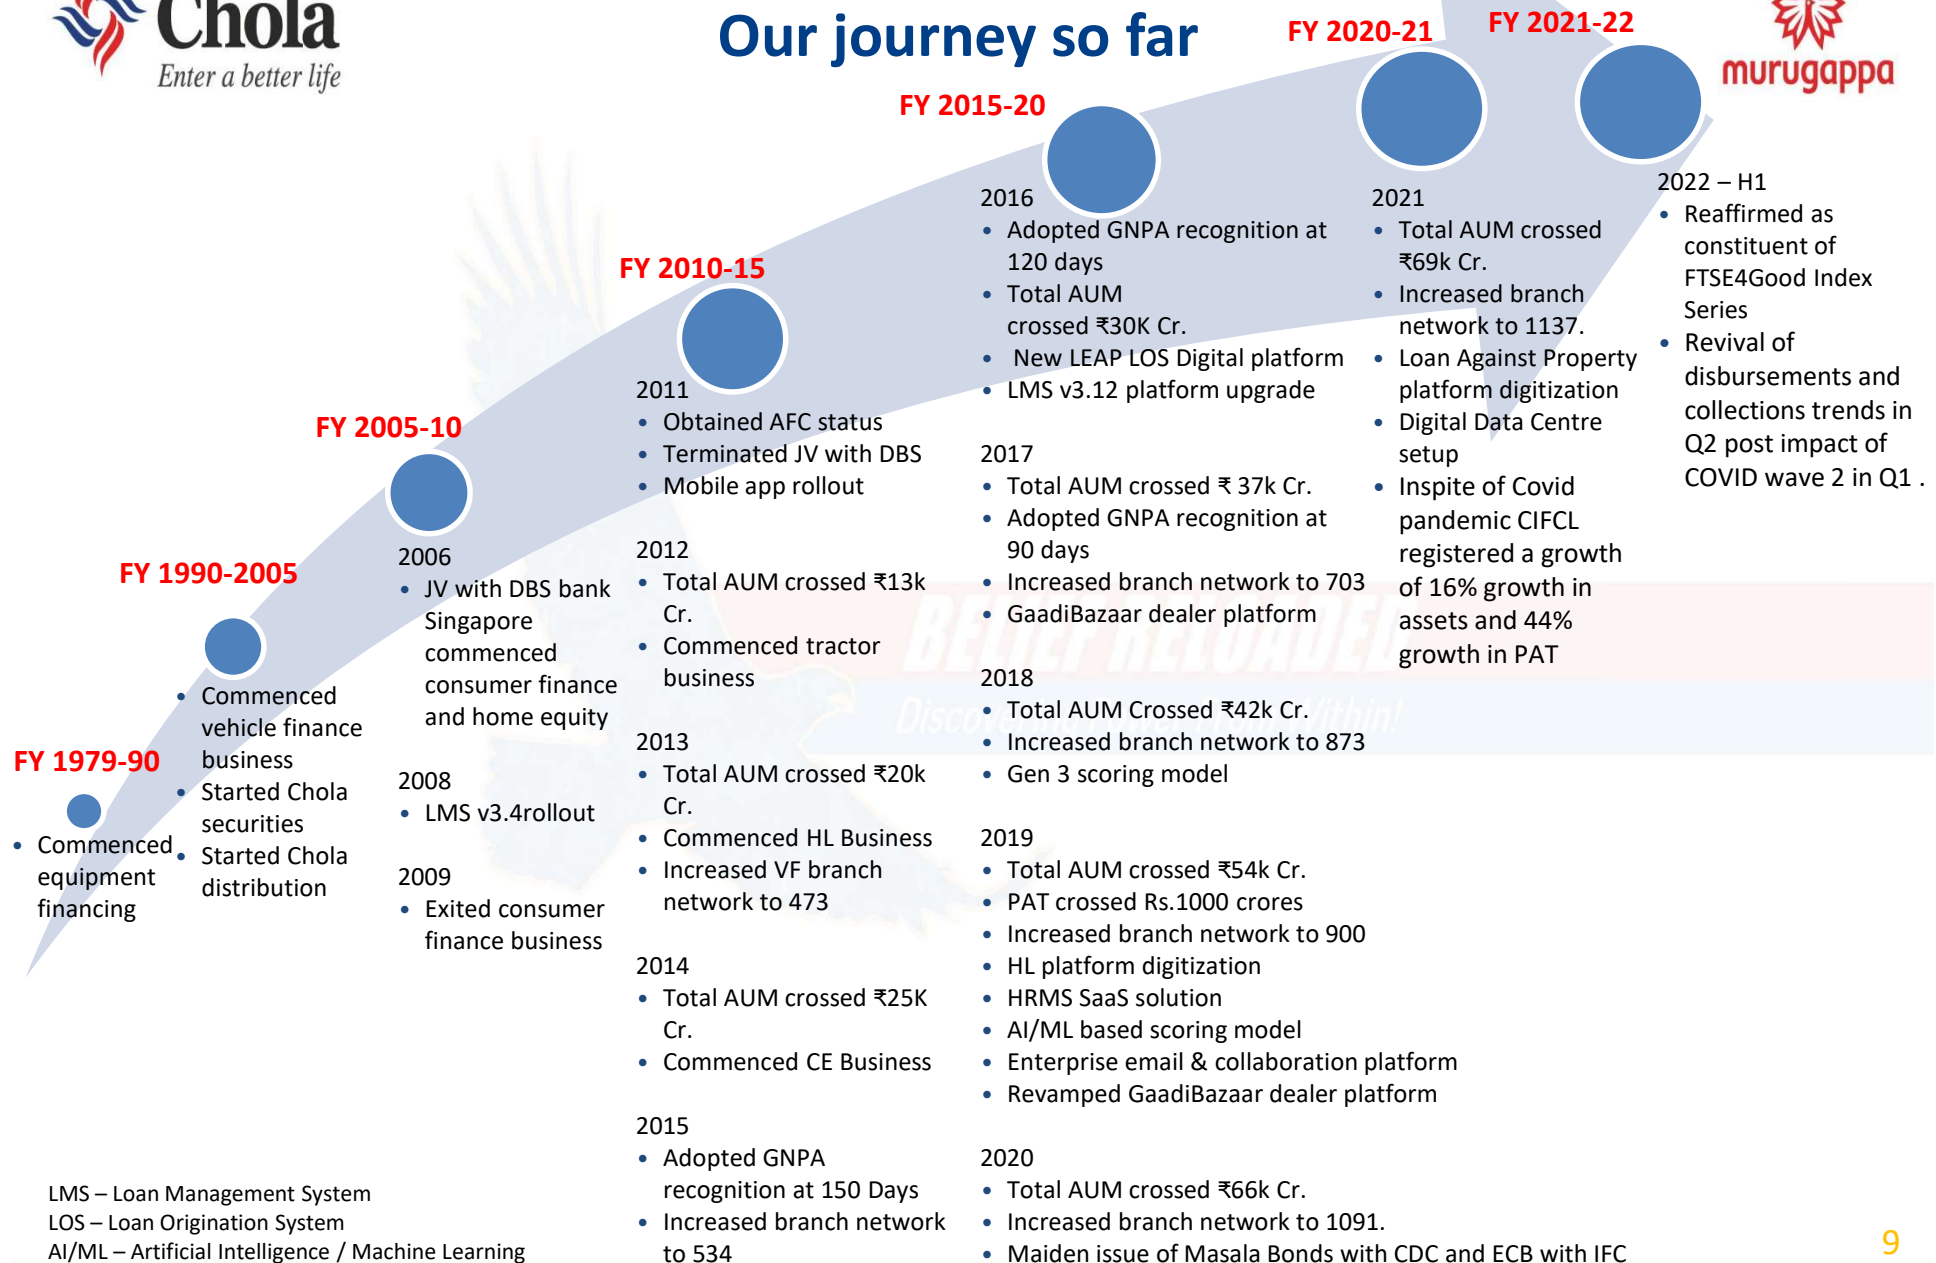 Chola
Enter a better life
Our journey so far
murugappa
FY 1979-90
• Commenced
equipment
financing
FY 1990-2005
• Commenced
vehicle finance
business
• Started Chola
securities
• Started Chola
distribution
FY 2005-10
2006
• JV with DBS bank
Singapore
commenced
consumer finance
and home equity
2008
• LMS v3.4rollout
2009
• Exited consumer
finance business
FY 2010-15
2011
• Obtained AFC status
• Terminated JV with DBS
• Mobile app rollout
2012
• Total AUM crossed ₹13k
Cr.
• Commenced tractor
business
2013
• Total AUM crossed ₹20k
Cr.
• Commenced HL Business
• Increased VF branch
network to 473
2014
• Total AUM crossed ₹25K
Cr.
• Commenced CE Business
2015
• Adopted GNPA
recognition at 150 Days
• Increased branch network
to 534
FY 2015-20
2016
• Adopted GNPA recognition at
120 days
• Total AUM
crossed ₹30K Cr.
• New LEAP LOS Digital platform
• LMS v3.12 platform upgrade
2017
• Total AUM crossed ₹ 37k Cr.
• Adopted GNPA recognition at
90 days
• Increased branch network to 703
• GaadiBazaar dealer platform
2018
• Total AUM Crossed ₹42k Cr.
• Increased branch network to 873
• Gen 3 scoring model
2019
• Total AUM crossed ₹54k Cr.
• PAT crossed Rs.1000 crores
• Increased branch network to 900
• HL platform digitization
• HRMS SaaS solution
• AI/ML based scoring model
• Enterprise email & collaboration platform
• Revamped GaadiBazaar dealer platform
2020
• Total AUM crossed ₹66k Cr.
• Increased branch network to 1091.
• Maiden issue of Masala Bonds with CDC and ECB with IFC
FY 2020-21
2021
• Total AUM crossed
₹69k Cr.
• Increased branch
network to 1137.
• Loan Against Property
platform digitization
• Digital Data Centre
setup
• Inspite of Covid
pandemic CIFCL
registered a growth
of 16% growth in
assets and 44%
growth in PAT
FY 2021-22
2022 – H1
• Reaffirmed as
constituent of
FTSE4Good Index
Series
• Revival of
disbursements and
collections trends in
Q2 post impact of
COVID wave 2 in Q1 .
BELIEF RELOADED
Within!
LMS – Loan Management System
LOS – Loan Origination System
AI/ML – Artificial Intelligence / Machine Learning
9